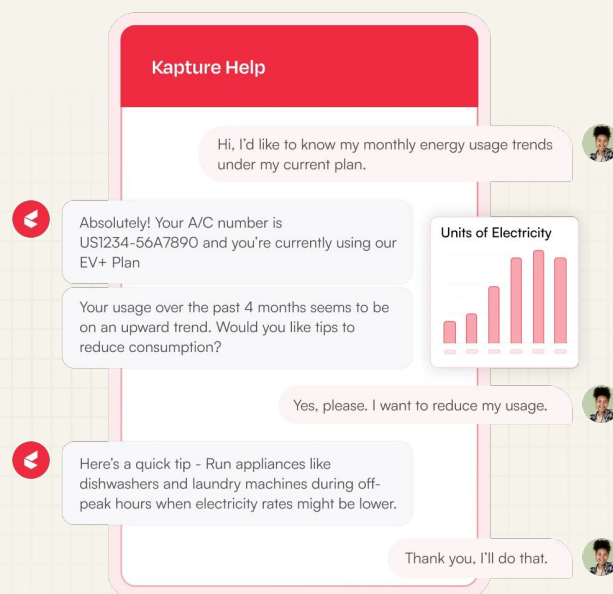 Kapture Help
Hi, I'd like to know my monthly energy usage trends
under my current plan.
Absolutely! Your A/C number is
US1234-56A7890 and you're currently using our
EV+ Plan
Units of Electricity
Your usage over the past 4 months seems to be
on an upward trend. Would you like tips to
reduce consumption?
Yes, please. I want to reduce my usage.
Here's a quick tip - Run appliances like
dishwashers and laundry machines during off-
peak hours when electricity rates might be lower.
Thank you, I'll do that.